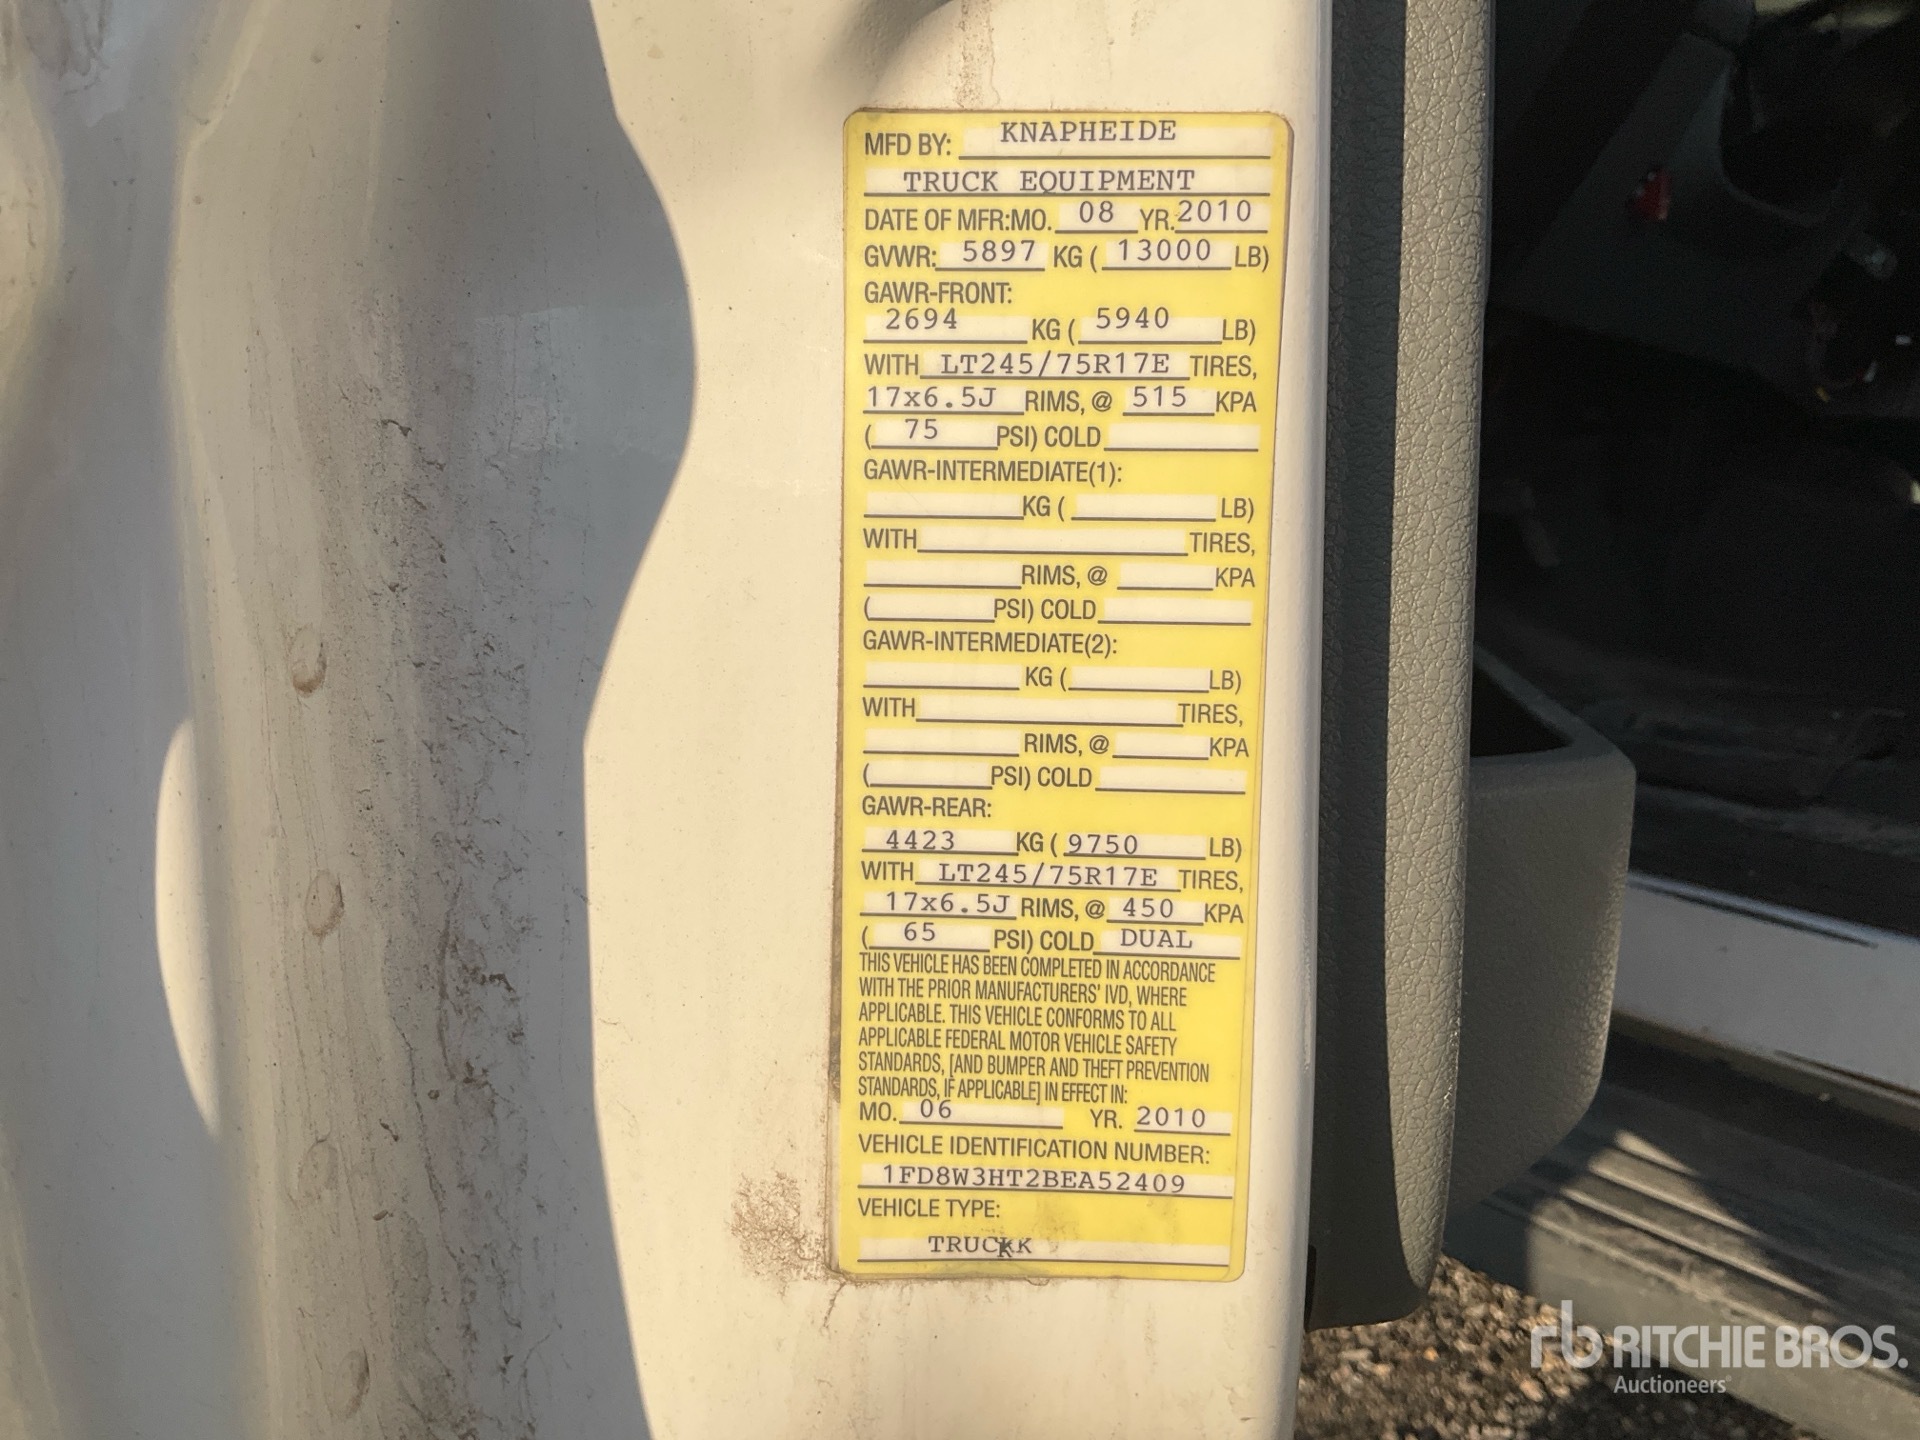 MFD BY: KNAPHEIDE
TRUCK EQUIPMENT
DATE OF MFR:MO. 08 YR. 2010
GVWR: 5897 KG ( 13000 LB)
GAWR-FRONT:
2694 KG ( 5940 LB)
WITH LT245/75R17E TIRES,
17x6.5J RIMS, @ 515 KPA
( 75 PSI) COLD
GAWR-INTERMEDIATE(1):
KG ( LB)
WITH TIRES,
RIMS, @ KPA
( PSI) COLD
GAWR-INTERMEDIATE(2):
KG ( LB)
WITH TIRES,
RIMS, @ KPA
( PSI) COLD
GAWR-REAR:
4423 KG ( 9750 LB)
WITH LT245/75R17E TIRES,
17x6.5J RIMS, @ 450 KPA
( 65 PSI) COLD DUAL
THIS VEHICLE HAS BEEN COMPLETED IN ACCORDANCE
WITH THE PRIOR MANUFACTURERS' IVD, WHERE
APPLICABLE. THIS VEHICLE CONFORMS TO ALL
APPLICABLE FEDERAL MOTOR VEHICLE SAFETY
STANDARDS, [AND BUMPER AND THEFT PREVENTION
STANDARDS, IF APPLICABLE] IN EFFECT IN:
MO. 06 YR. 2010
VEHICLE IDENTIFICATION NUMBER:
1FD8W3HT2BEA52409
VEHICLE TYPE:
TRUCKK
rb RITCHIE BROS.
Auctioneers